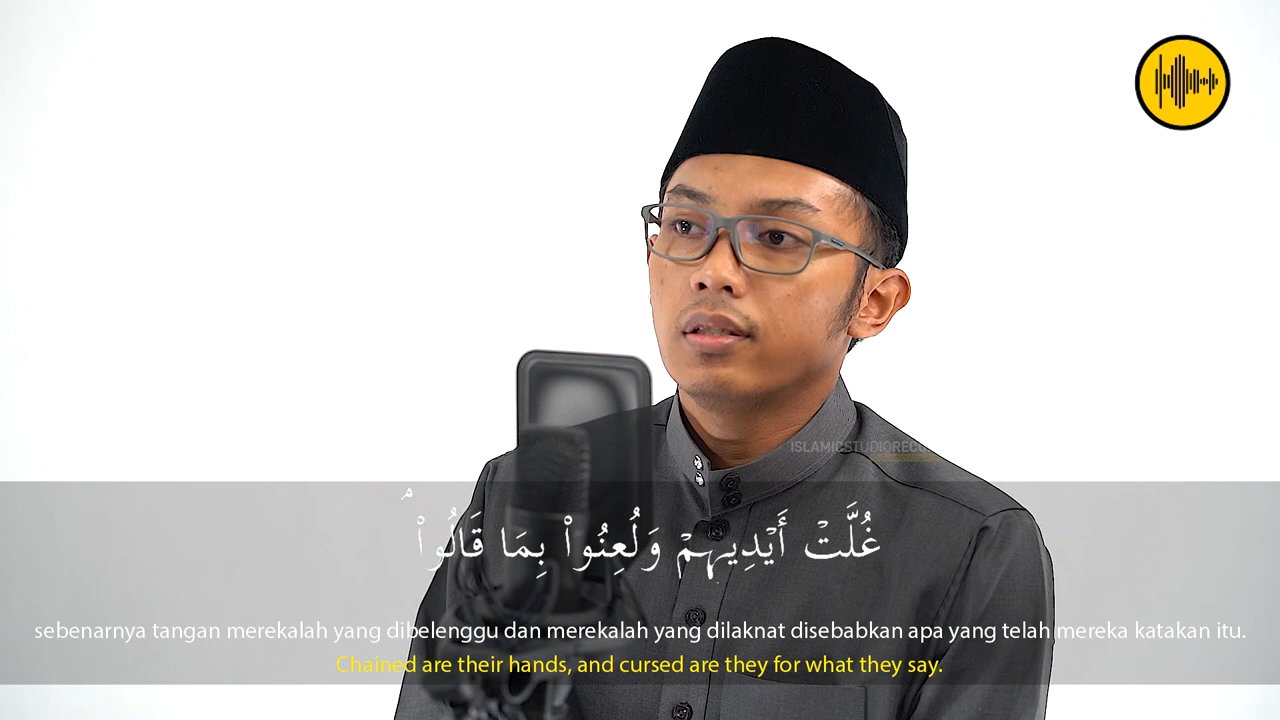 ISLAMICSTUDIORECO
غُلَّتْ أَيْدِيهِمْ وَلُعِنُوا۟ بِمَا قَالُوا۟ ۘ
sebenarnya tangan merekalah yang dibelenggu dan merekalah yang dilaknat disebabkan apa yang telah mereka katakan itu.
Chained are their hands, and cursed are they for what they say.